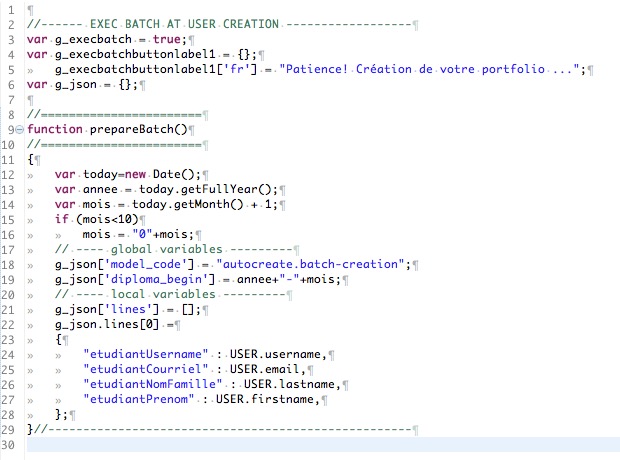 1
2 //------ EXEC BATCH AT USER CREATION ------------------
3 var g_execbatch = true;
4 var g_execbatchbuttonlabel1 = {};
5 g_execbatchbuttonlabel1['fr'] = "Patience! Création de votre portfolio ...";
6 var g_json = {};
7
8 //=======================
9 function prepareBatch()
10 //=======================
11 {
12 var today=new Date();
13 var annee = today.getFullYear();
14 var mois = today.getMonth() + 1;
15 if (mois<10)
16 mois = "0"+mois;
17 // ---- global variables ---------
18 g_json['model_code'] = "autocreate.batch-creation";
19 g_json['diploma_begin'] = annee+"-"+mois;
20 // ---- local variables ---------
21 g_json['lines'] = [];
22 g_json.lines[0] =
23 {
24 "etudiantUsername" : USER.username,
25 "etudiantCourriel" : USER.email,
26 "etudiantNomFamille" : USER.lastname,
27 "etudiantPrenom" : USER.firstname,
28 };
29 }//----------------------------------------------------
30